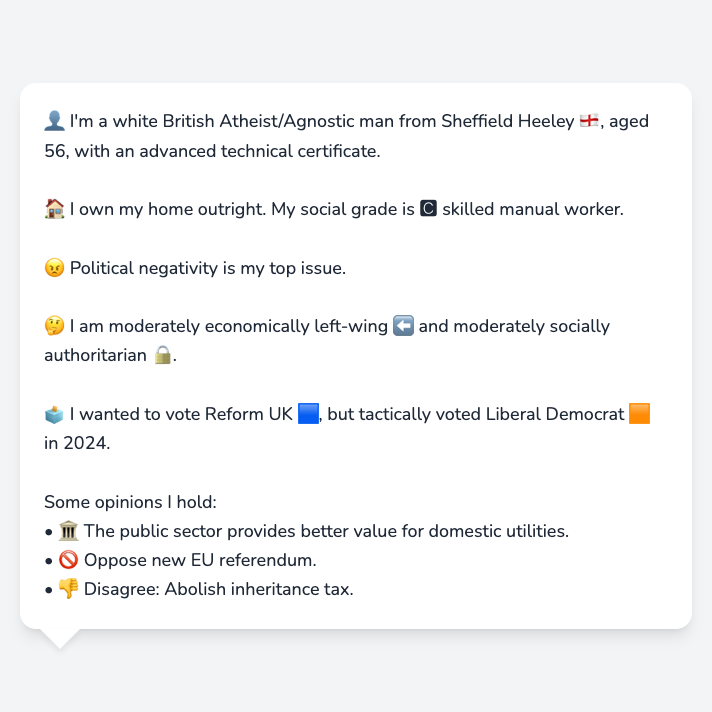 👤 I'm a white British Atheist/Agnostic man from Sheffield Heeley 🏴󠁧󠁢󠁥󠁮󠁧󠁿, aged
56, with an advanced technical certificate.
🏠 I own my home outright. My social grade is 🅲 skilled manual worker.
😠 Political negativity is my top issue.
🤔 I am moderately economically left-wing ⬅️ and moderately socially
authoritarian 🔒.
🗳️ I wanted to vote Reform UK 🟦, but tactically voted Liberal Democrat 🟧
in 2024.
Some opinions I hold:
• 🏛️ The public sector provides better value for domestic utilities.
• 🚫 Oppose new EU referendum.
• 👎 Disagree: Abolish inheritance tax.